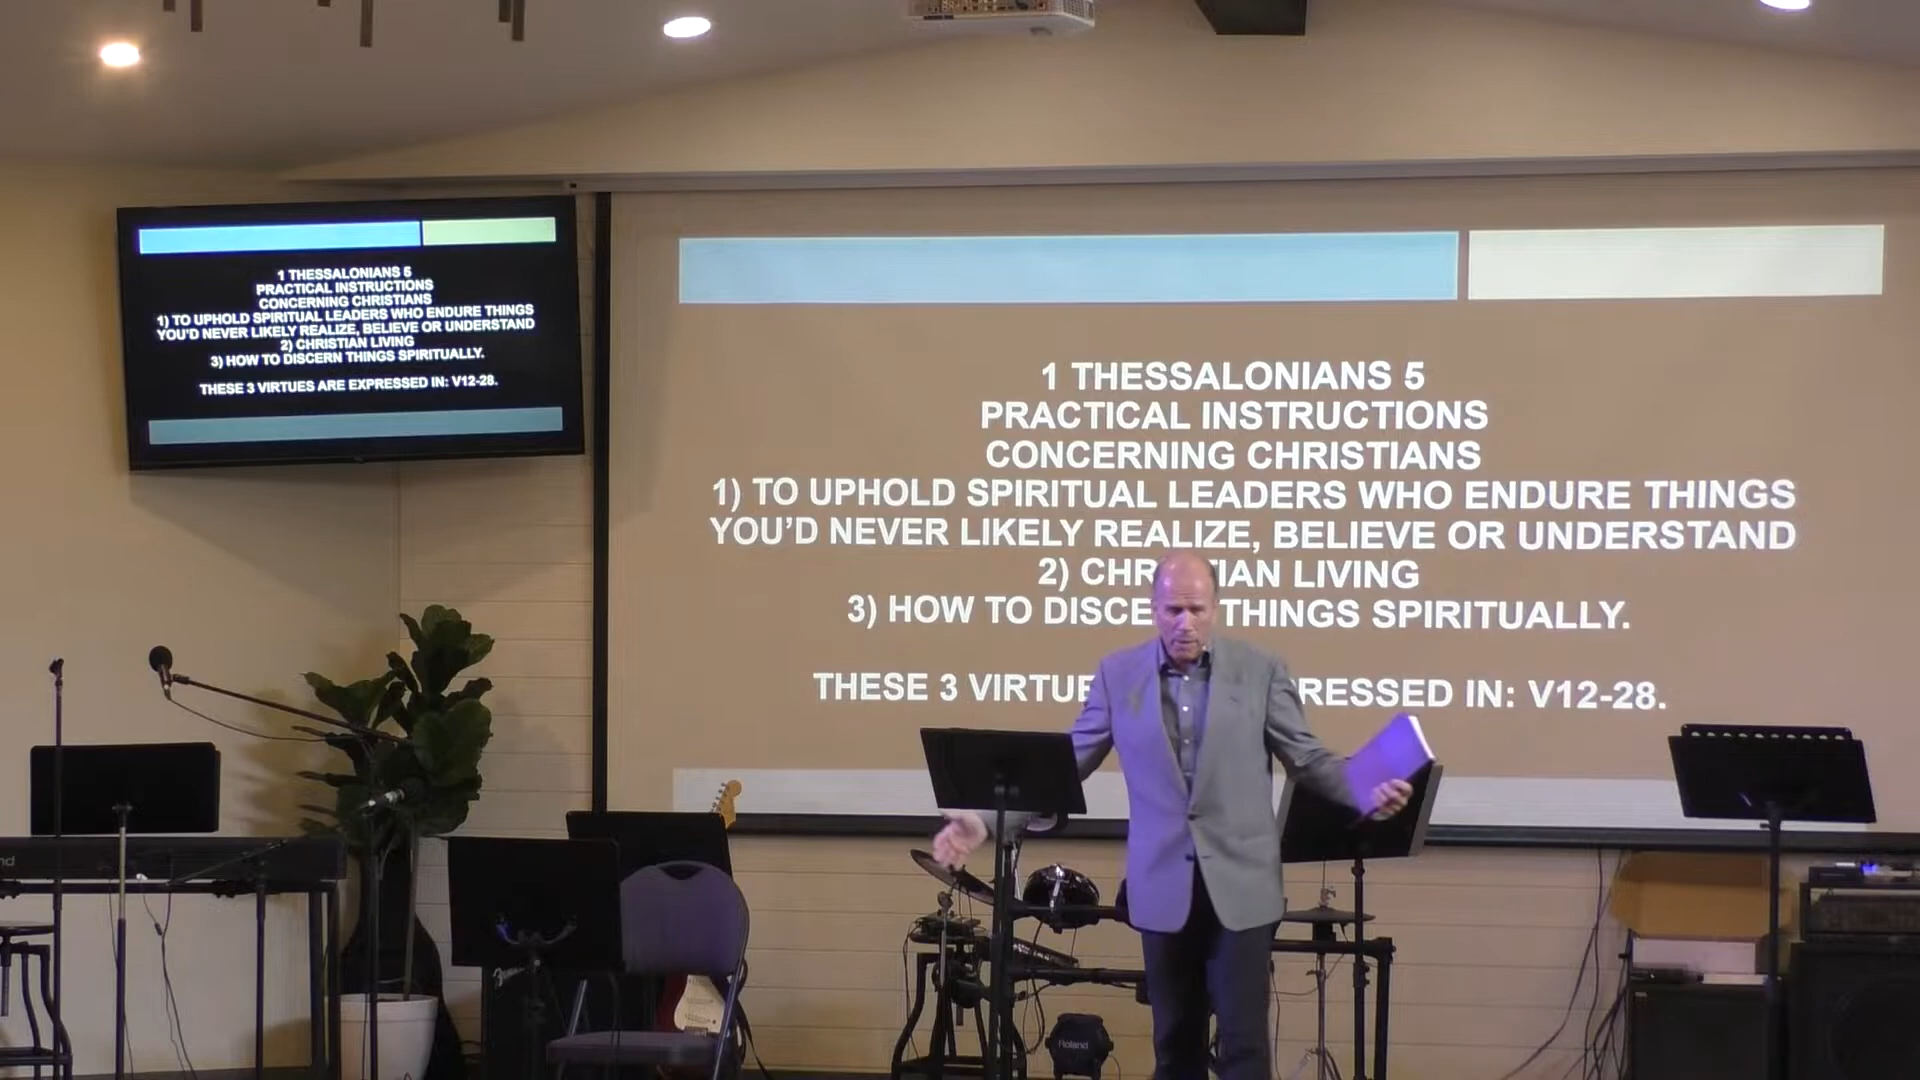 1 THESSALONIANS 5
PRACTICAL INSTRUCTIONS
CONCERNING CHRISTIANS
1) TO UPHOLD SPIRITUAL LEADERS WHO ENDURE THINGS
YOU'D NEVER LIKELY REALIZE, BELIEVE OR UNDERSTAND
2) CHRISTIAN LIVING
3) HOW TO DISCERN THINGS SPIRITUALLY.
THESE 3 VIRTUES ARE EXPRESSED IN: V12-28.
1 THESSALONIANS 5
PRACTICAL INSTRUCTIONS
CONCERNING CHRISTIANS
1) TO UPHOLD SPIRITUAL LEADERS WHO ENDURE THINGS
YOU'D NEVER LIKELY REALIZE, BELIEVE OR UNDERSTAND
2) CHR TIAN LIVING
3) HOW TO DISCE THINGS SPIRITUALLY.
THESE 3 VIRTUE RESSED IN: V12-28.
nd
Fender
Roland